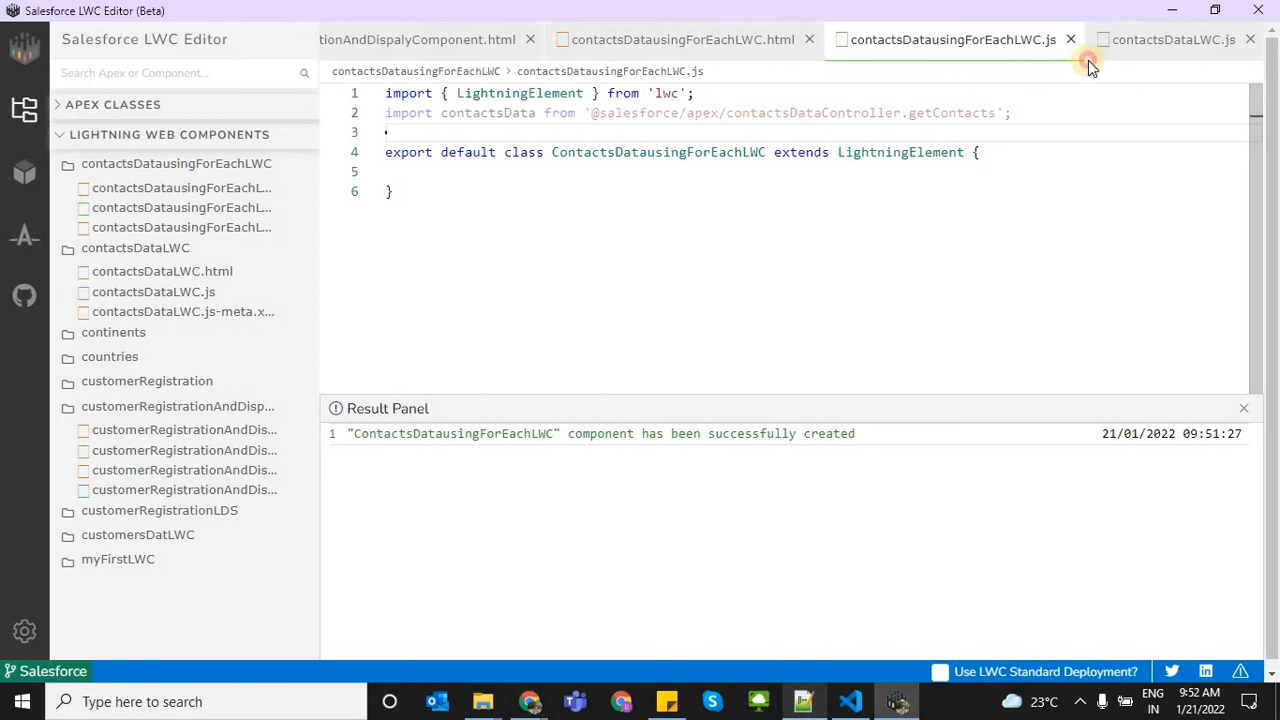 Salesforce LWC Editor (Beta)
Salesforce LWC Editor
tionAndDispalyComponent.html
contactsDatausingForEachLWC.html
contactsDatausingForEachLWC.js
contactsDataLWC.js
Search Apex or Component...
contactsDatausingForEachLWC > contactsDatausingForEachLWC.js
APEX CLASSES
LIGHTNING WEB COMPONENTS
contactsDatausingForEachLWC
contactsDatausingForEachL...
contactsDatausingForEachL...
contactsDatausingForEachL...
contactsDataLWC
contactsDataLWC.html
contactsDataLWC.js
contactsDataLWC.js-meta.x...
continents
countries
customerRegistration
customerRegistrationAndDisp...
customerRegistrationAndDis...
customerRegistrationAndDis...
customerRegistrationAndDis...
customerRegistrationAndDis...
customerRegistrationLDS
customersDatLWC
myFirstLWC
1 import { LightningElement } from 'lwc';
2 import contactsData from '@salesforce/apex/contactsDataController.getContacts';
3
4 export default class ContactsDatausingForEachLWC extends LightningElement {
5
6 }
Result Panel
1 "ContactsDatausingForEachLWC" component has been successfully created 21/01/2022 09:51:27
Salesforce
Use LWC Standard Deployment?
Type here to search
23°C
ENG
IN
9:52 AM
1/21/2022